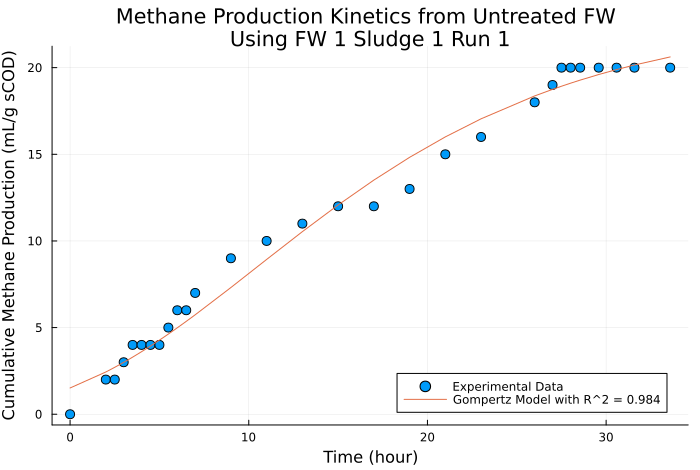 Methane Production Kinetics from Untreated FW
Using FW 1 Sludge 1 Run 1
Cumulative Methane Production (mL/g sCOD)
20
15
10
5
0
Experimental Data
Gompertz Model with R^2 = 0.984
0
10
20
30
Time (hour)